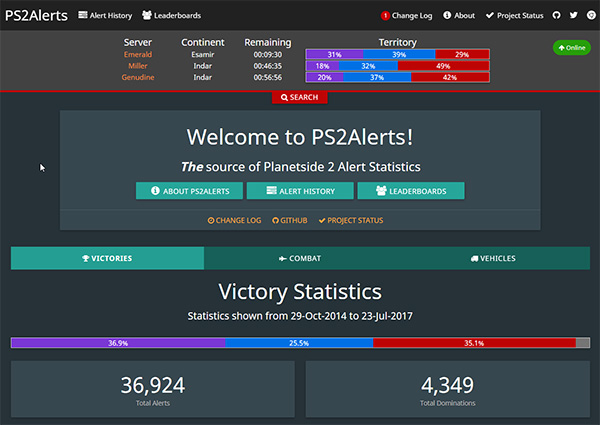 PS2Alerts Alert History Leaderboards 1 Change Log About Project Status
Server Continent Remaining Territory
Emerald Esamir 00:09:30 31% 39% 29%
Online
Miller Indar 00:46:35 18% 32% 49%
Genudine Indar 00:56:56 20% 37% 42%
SEARCH
Welcome to PS2Alerts!
The source of Planetside 2 Alert Statistics
ABOUT PS2ALERTS ALERT HISTORY LEADERBOARDS
CHANGE LOG GITHUB PROJECT STATUS
VICTORIES COMBAT VEHICLES
Victory Statistics
Statistics shown from 29-Oct-2014 to 23-Jul-2017
36.9% 25.5% 35.1%
36,924 4,349
Total Alerts Total Dominations